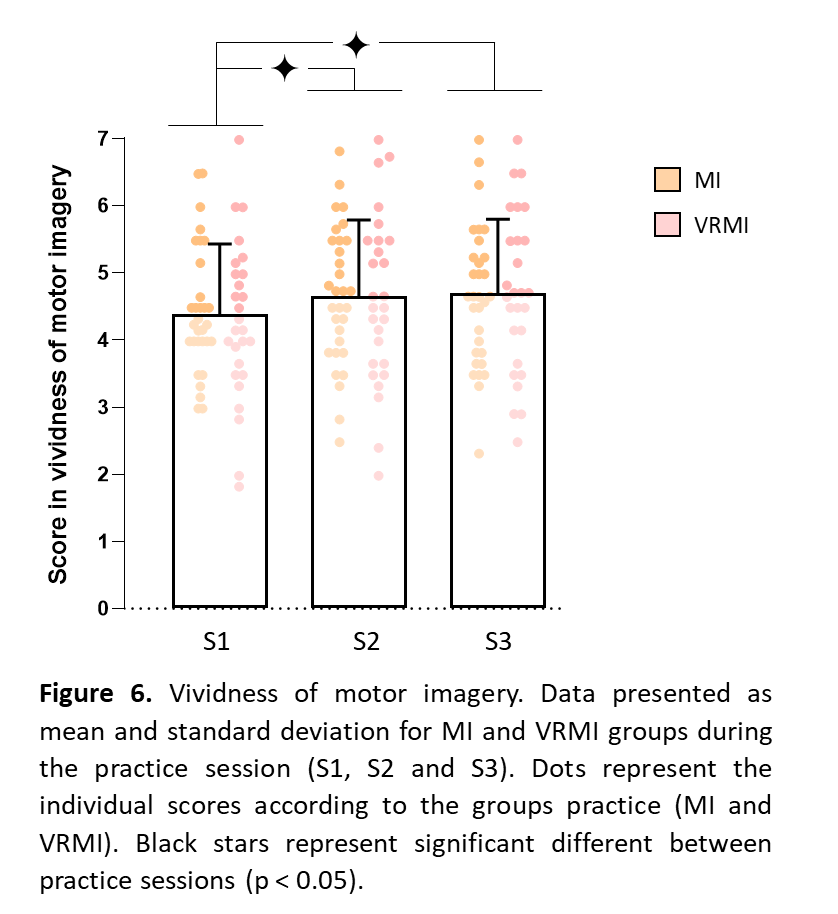 7
6
5
4
3
2
1
0
Score in vividness of motor imagery
S1 S2 S3
MI
VRMI
Figure 6. Vividness of motor imagery. Data presented as
mean and standard deviation for MI and VRMI groups during
the practice session (S1, S2 and S3). Dots represent the
individual scores according to the groups practice (MI and
VRMI). Black stars represent significant different between
practice sessions (p < 0.05).